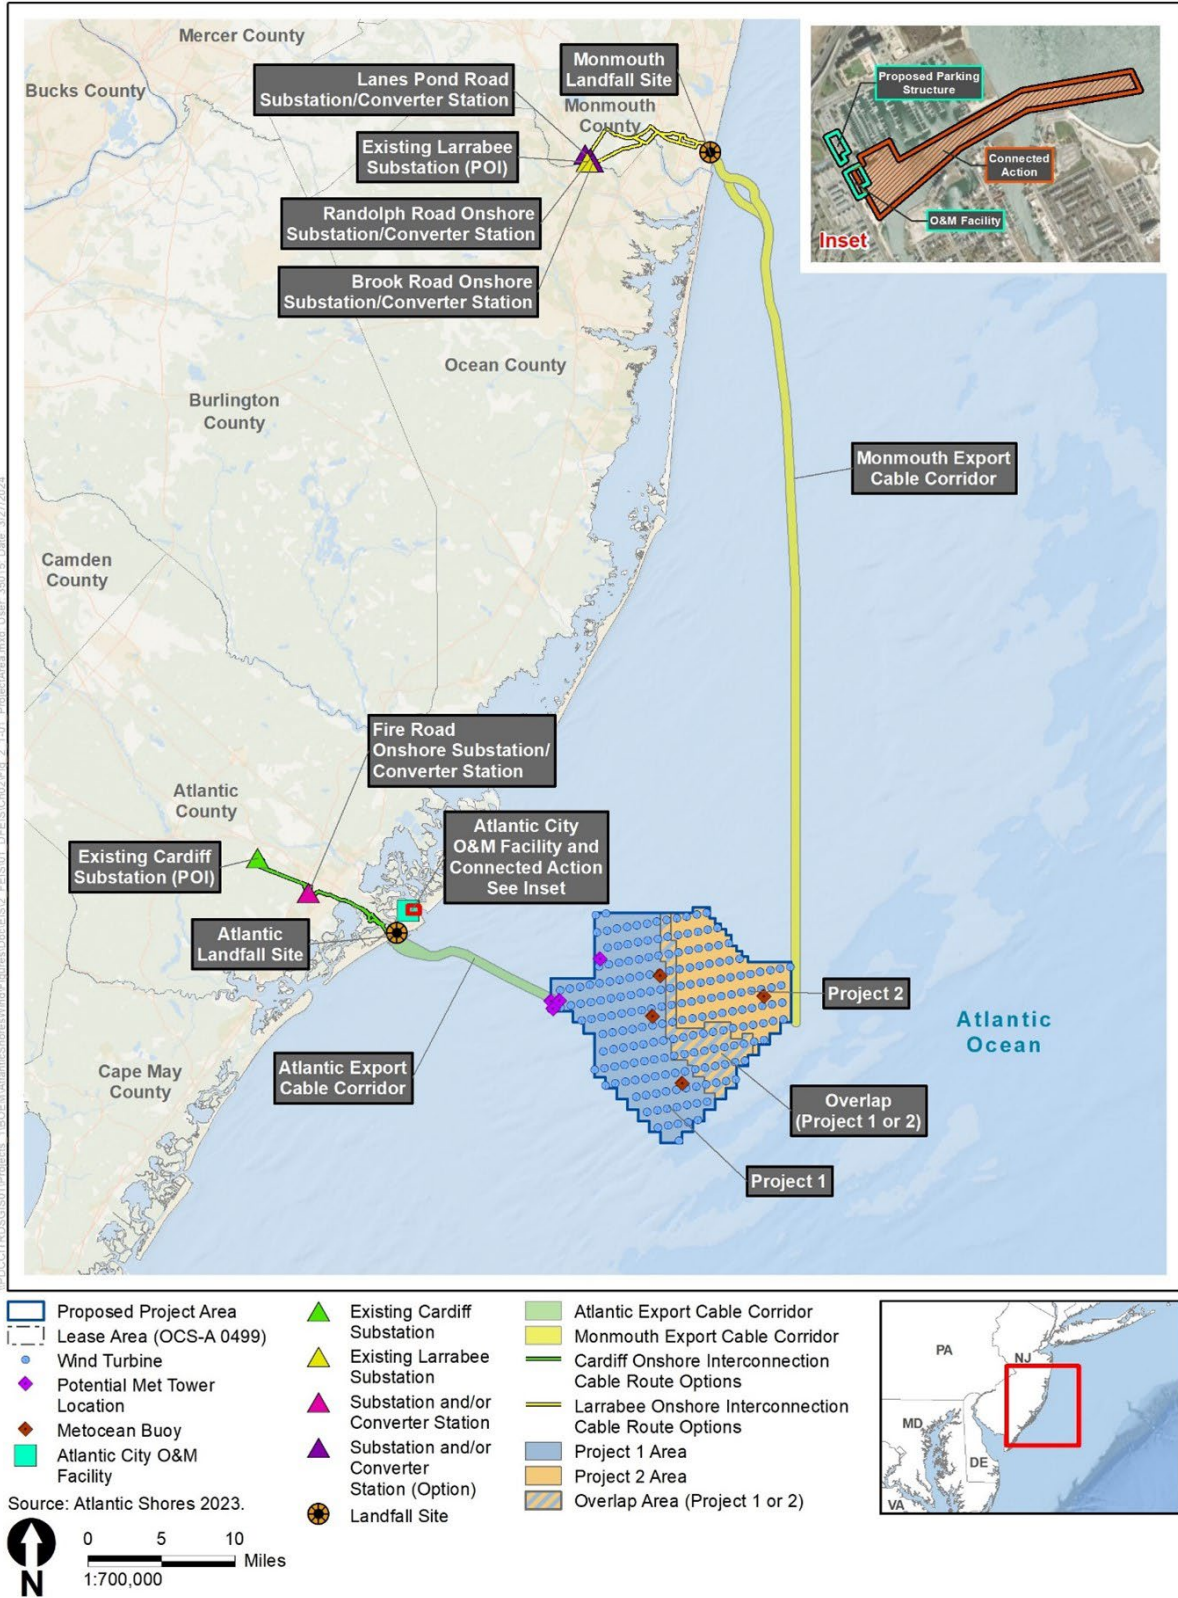 Mercer County
Bucks County
Lanes Pond Road
Substation/Converter Station
Monmouth
Landfall Site
Monmouth
County
Existing Larrabee
Substation (POI)
Randolph Road Onshore
Substation/Converter Station
Brook Road Onshore
Substation/Converter Station
Proposed Parking
Structure
Connected
Action
O&M Facility
Inset
Ocean County
Burlington
County
Monmouth Export
Cable Corridor
Camden
County
Fire Road
Onshore Substation/
Converter Station
Atlantic
County
Atlantic City
O&M Facility and
Connected Action
See Inset
Existing Cardiff
Substation (POI)
Atlantic
Landfall Site
Project 2
Atlantic
Ocean
Atlantic Export
Cable Corridor
Cape May
County
Overlap
(Project 1 or 2)
Project 1
Proposed Project Area
Lease Area (OCS-A 0499)
Wind Turbine
Potential Met Tower
Location
Metocean Buoy
Atlantic City O&M
Facility
Source: Atlantic Shores 2023.
N
0 5 10
Miles
1:700,000
Existing Cardiff
Substation
Existing Larrabee
Substation
Substation and/or
Converter Station
Substation and/or
Converter
Station (Option)
Landfall Site
Atlantic Export Cable Corridor
Monmouth Export Cable Corridor
Cardiff Onshore Interconnection
Cable Route Options
Larrabee Onshore Interconnection
Cable Route Options
Project 1 Area
Project 2 Area
Overlap Area (Project 1 or 2)
PA
NJ
MD
DE
VA